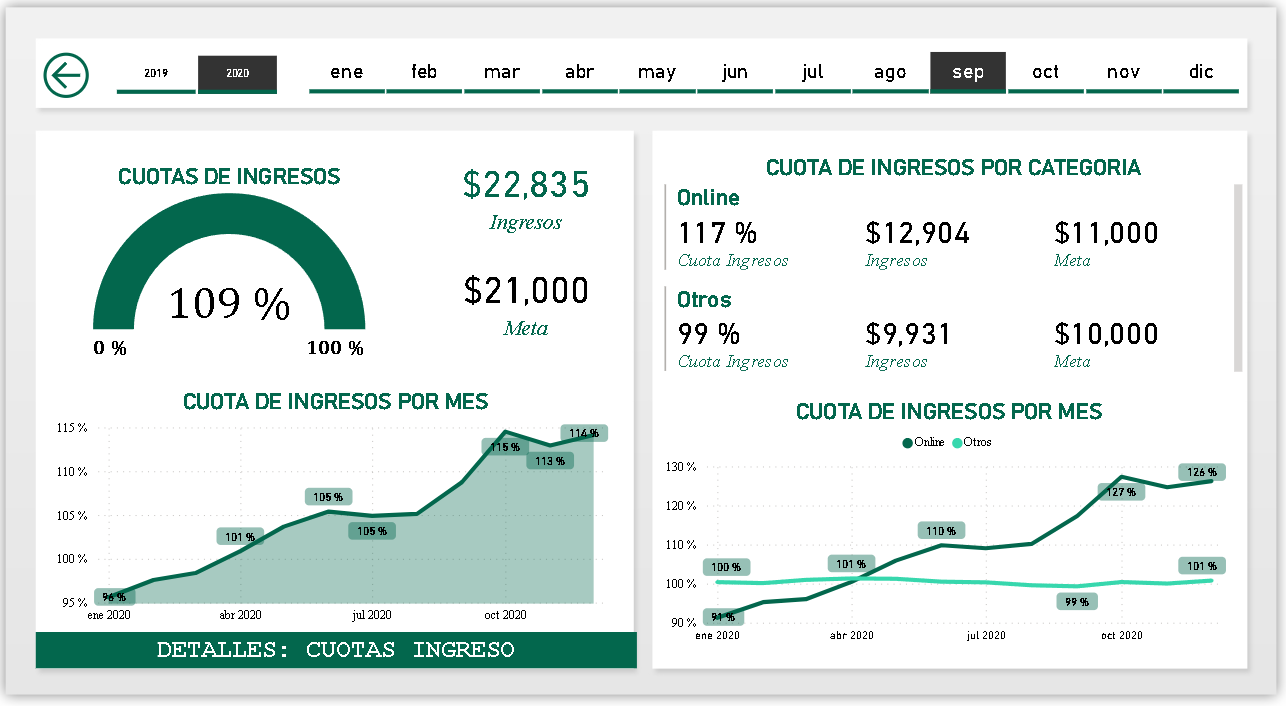 2019 2020 ene feb mar abr may jun jul ago sep oct nov dic
CUOTAS DE INGRESOS
109 %
0 % 100 %
$22,835
Ingresos
$21,000
Meta
CUOTA DE INGRESOS POR MES
115 %
110 %
105 %
100 %
95 %
96 %
101 %
105 %
105 %
115 %
113 %
114 %
ene 2020 abr 2020 jul 2020 oct 2020
DETALLES: CUOTAS INGRESO
CUOTA DE INGRESOS POR CATEGORIA
Online
117 % $12,904 $11,000
Cuota Ingresos Ingresos Meta
Otros
99 % $9,931 $10,000
Cuota Ingresos Ingresos Meta
CUOTA DE INGRESOS POR MES
Online Otros
130 %
120 %
110 %
100 %
90 %
100 %
91 %
101 %
110 %
99 %
127 %
126 %
101 %
ene 2020 abr 2020 jul 2020 oct 2020